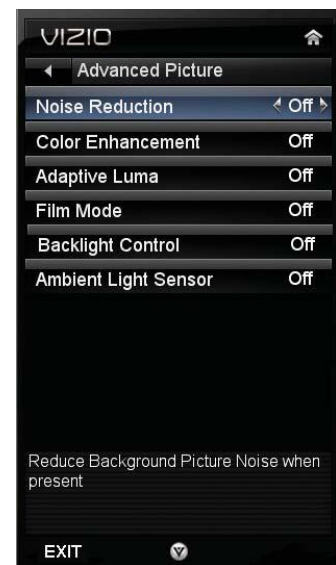 VIZIO
Advanced Picture
Noise Reduction Off
Color Enhancement Off
Adaptive Luma Off
Film Mode Off
Backlight Control Off
Ambient Light Sensor Off
Reduce Background Picture Noise when
present
EXIT